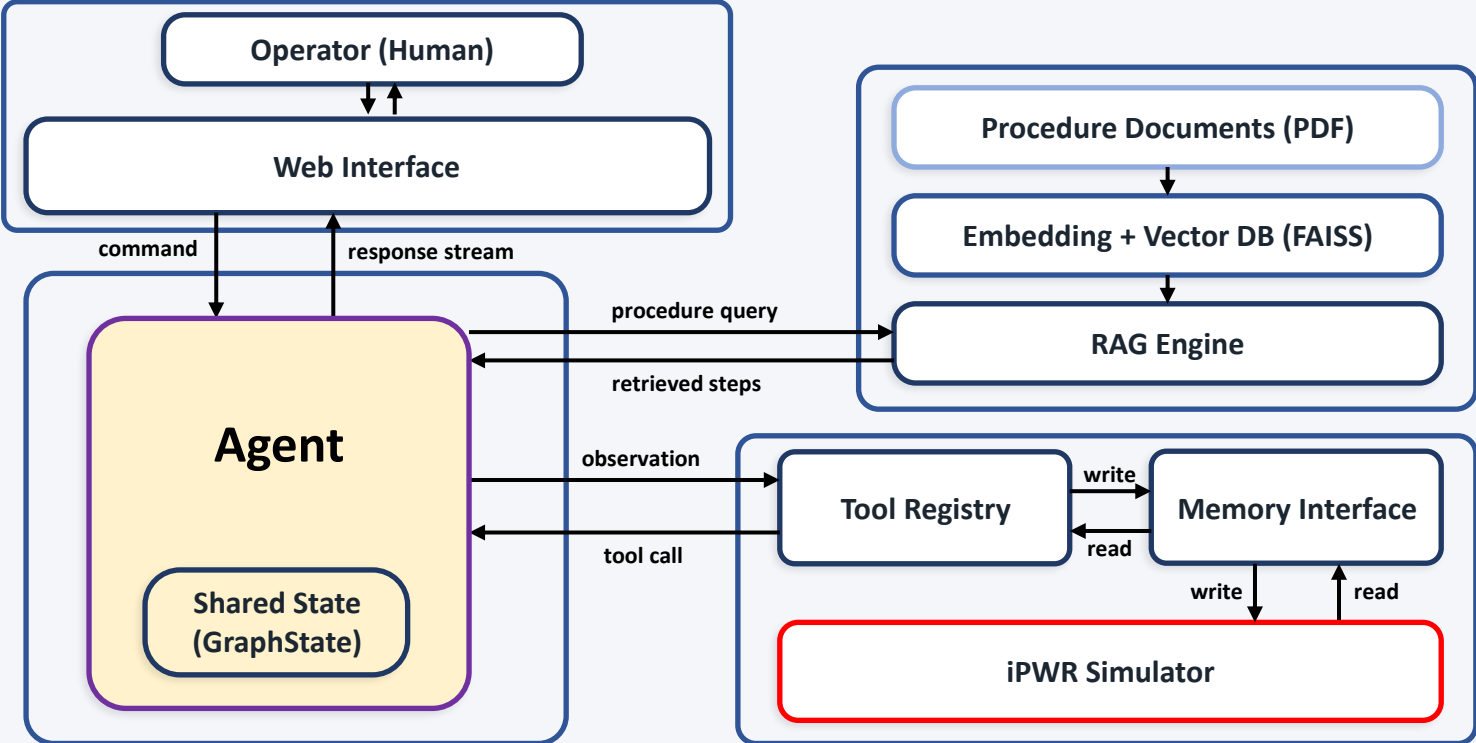 Operator (Human)
Web Interface
command
response stream
Procedure Documents (PDF)
Embedding + Vector DB (FAISS)
RAG Engine
procedure query
retrieved steps
Agent
Shared State
(GraphState)
observation
tool call
Tool Registry
write
read
Memory Interface
write
read
iPWR Simulator